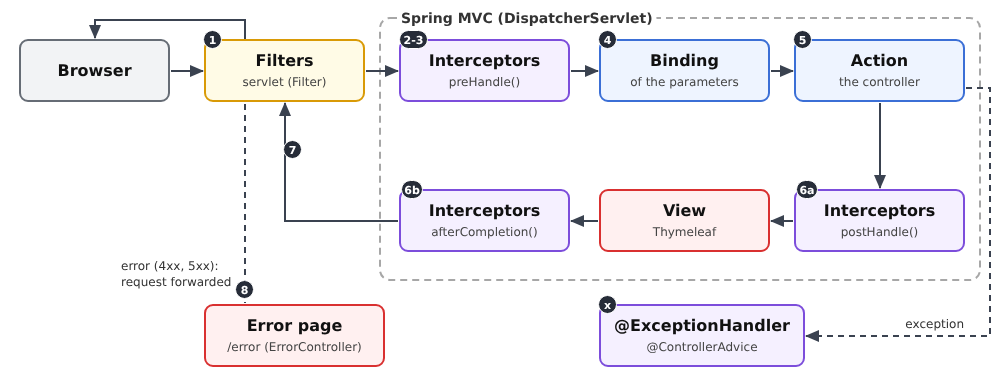 Spring MVC (DispatcherServlet)
1
2-3
4
5
Browser
Filters
servlet (Filter)
Interceptors
preHandle()
Binding
of the parameters
Action
the controller
7
6b
6a
Interceptors
afterCompletion()
View
Thymeleaf
Interceptors
postHandle()
error (4xx, 5xx):
request forwarded
8
Error page
/error (ErrorController)
x
@ExceptionHandler
@ControllerAdvice
exception